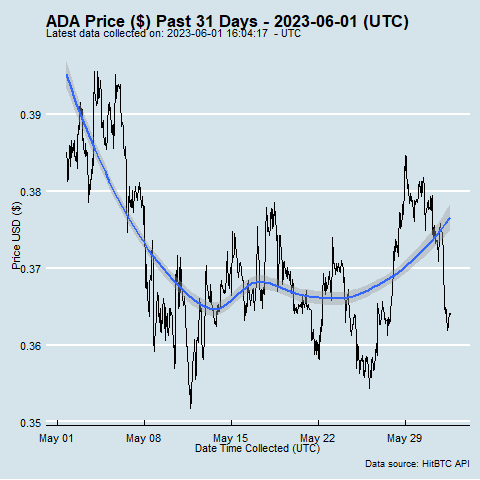 ADA Price ($) Past 31 Days - 2023-06-01 (UTC)
Latest data collected on: 2023-06-01 16:04:17 - UTC
Price USD ($)
0.39
0.38
0.37
0.36
0.35
May 01
May 08
May 15
May 22
May 29
Date Time Collected (UTC)
Data source: HitBTC API